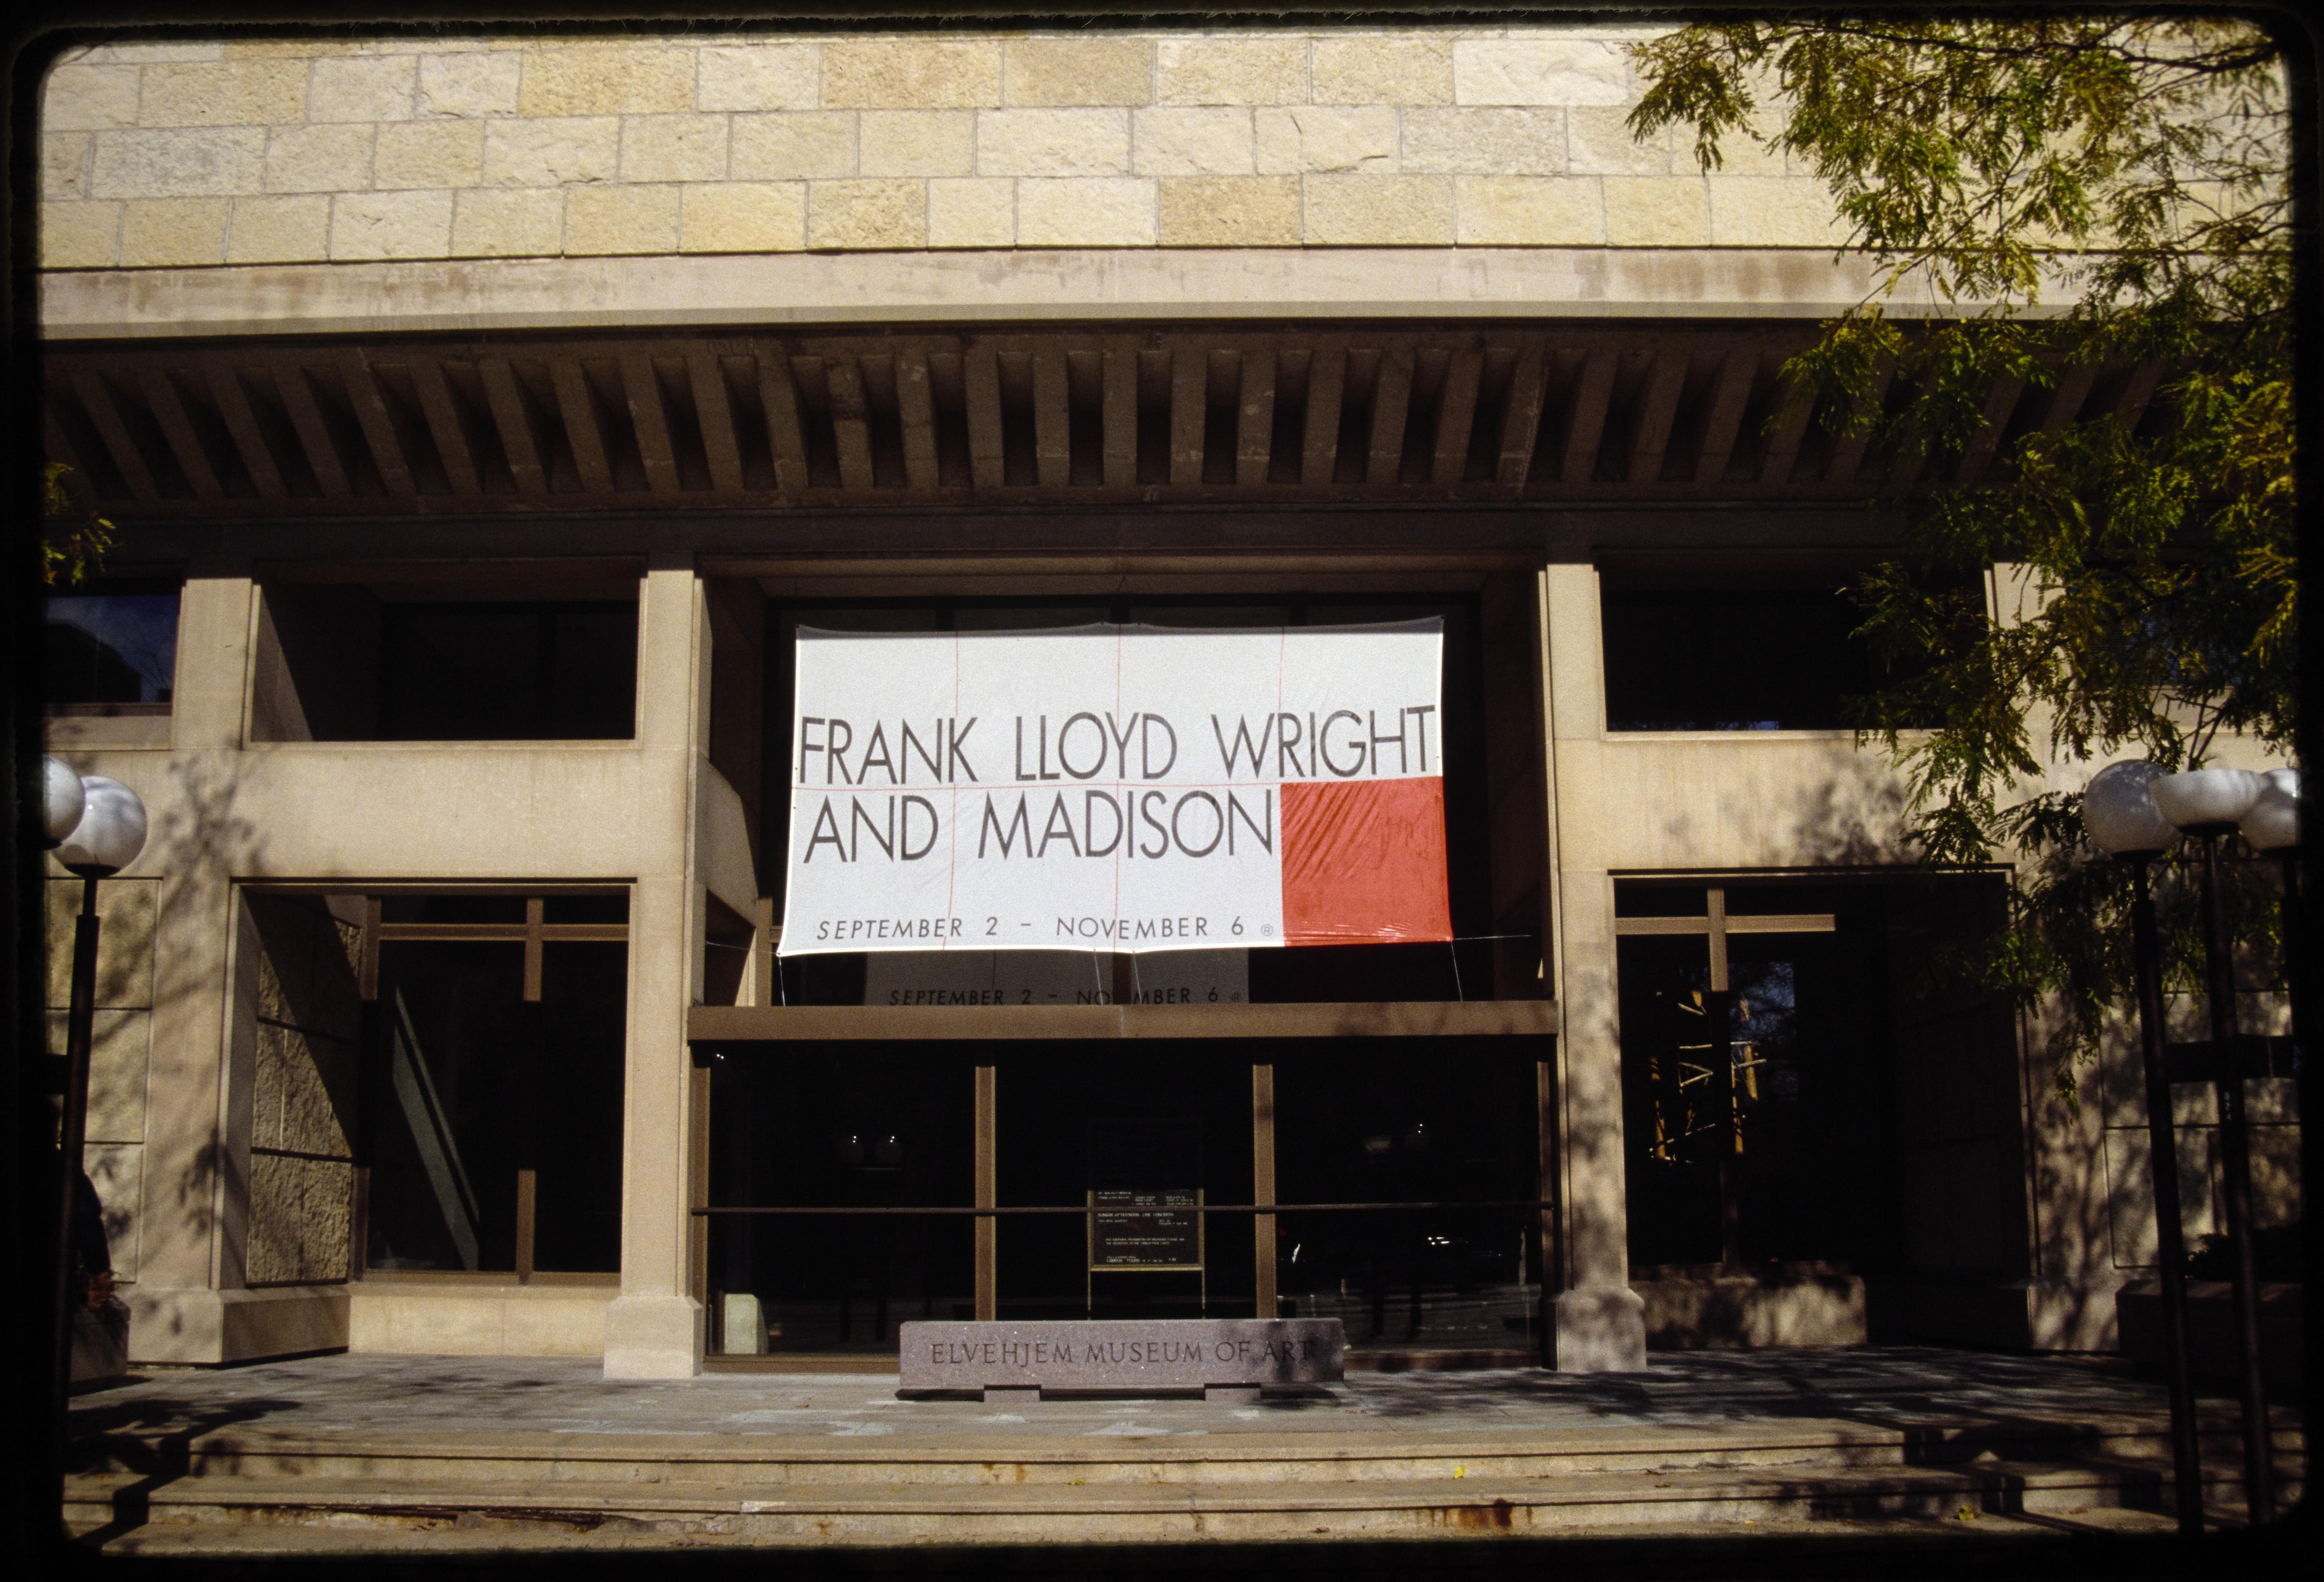 FRANK LLOYD WRIGHT
AND MADISON
SEPTEMBER 2 – NOVEMBER 6 ®
SEPTEMBER 2 – NOVEMBER 6 ®
ELVEHJEM MUSEUM OF ART